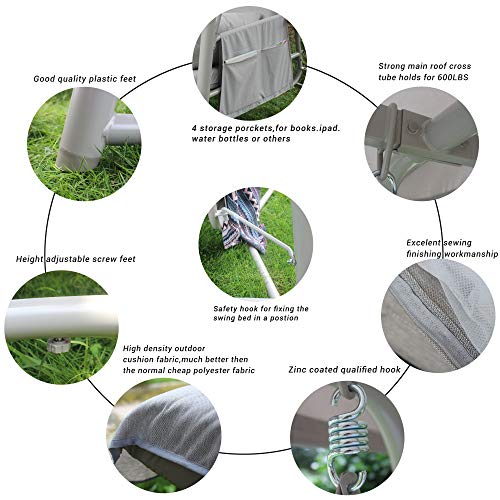 Good quality plastic feet
Strong main roof cross
tube holds for 600LBS
4 storage porckets,for books.ipad.
water bottles or others
Height adjustable screw feet
Excelent sewing
finishing workmanship
Safety hook for fixing the
swing bed in a postion
High density outdoor
cushion fabric,much better then
the normal cheap polyester fabric
Zinc coated qualified hook